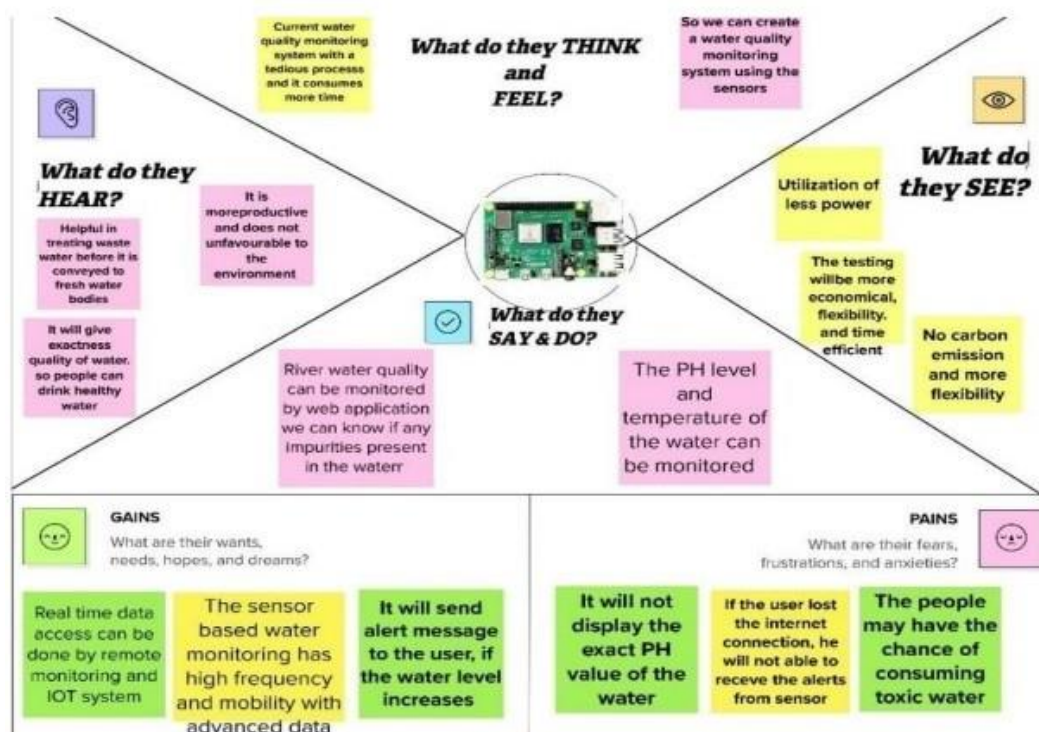 Current water
quality monitoring
system with a
tedious processs
and it consumes
more time
What do they THINK
and
FEEL?
So we can create
a water quality
monitoring
system using the
sensors
What do they
HEAR?
It is
moreproductive
and does not
unfavourable to
the
environment
Helpful in
treating waste
water before it is
conveyed to
fresh water
bodies
It will give
exactness
quality of water.
so people can
drink healthy
water
What do
they SEE?
Utilization of
less power
The testing
willbe more
economical,
flexibility.
and time
efficient
No carbon
emission
and more
flexibility
What do they
SAY & DO?
River water quality
can be monitored
by web application
we can know if any
impurities present
in the waterr
The PH level
and
temperature of
the water can
be monitored
GAINS
What are their wants,
needs, hopes, and dreams?
Real time data
access can be
done by remote
monitoring and
IOT system
The sensor
based water
monitoring has
high frequency
and mobility with
advanced data
It will send
alert message
to the user, if
the water level
increases
PAINS
What are their fears,
frustrations, and anxieties?
It will not
display the
exact PH
value of the
water
If the user lost
the internet
connection, he
will not able to
receve the alerts
from sensor
The people
may have the
chance of
consuming
toxic water